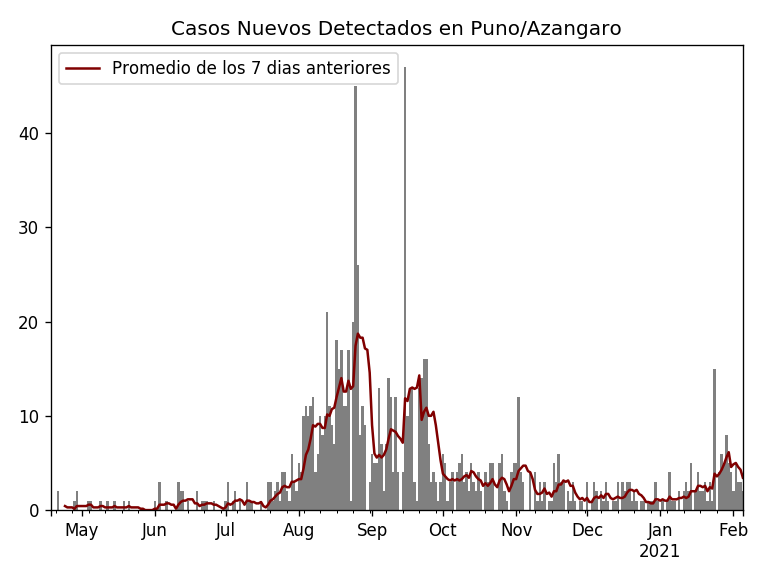 Casos Nuevos Detectados en Puno/Azangaro
Promedio de los 7 dias anteriores
40
30
20
10
0
May Jun Jul Aug Sep Oct Nov Dec Jan Feb
2021